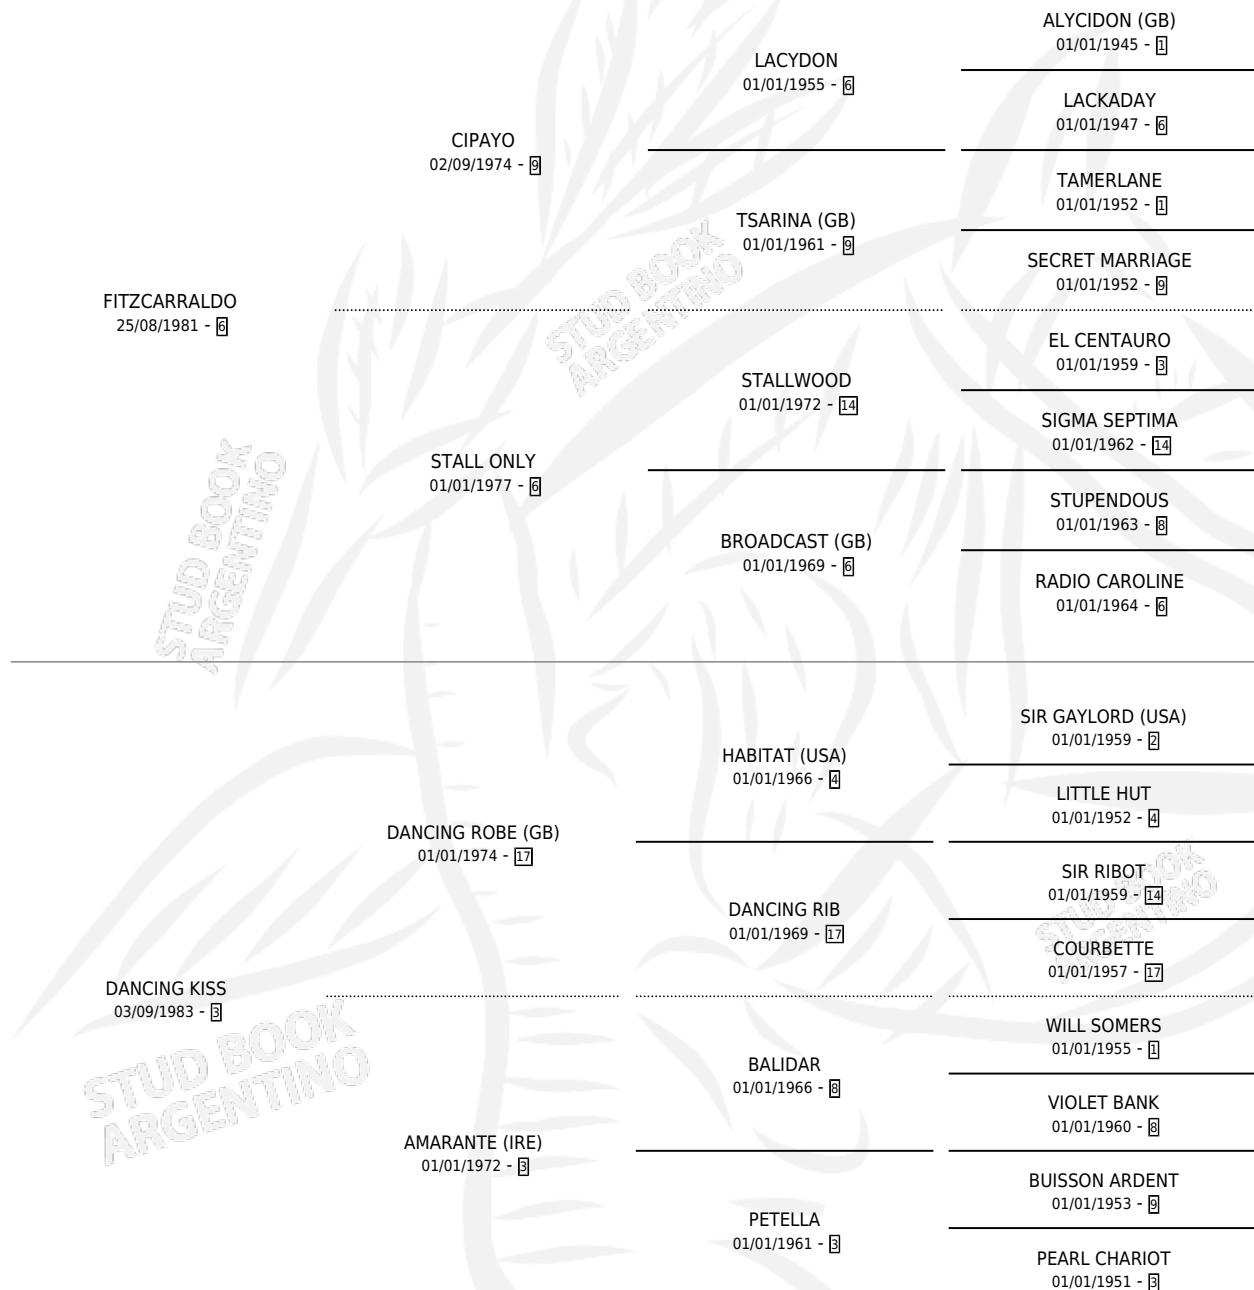 ALYCIDON (GB)
01/01/1945 - 1
LACYDON
01/01/1955 - 6
LACKADAY
01/01/1947 - 6
CIPAYO
02/09/1974 - 9
TAMERLANE
01/01/1952 - 1
TSARINA (GB)
01/01/1961 - 9
SECRET MARRIAGE
01/01/1952 - 9
FITZCARRALDO
25/08/1981 - 6
EL CENTAURO
01/01/1959 - 3
STALLWOOD
01/01/1972 - 14
SIGMA SEPTIMA
01/01/1962 - 14
STALL ONLY
01/01/1977 - 6
STUPENDOUS
01/01/1963 - 8
BROADCAST (GB)
01/01/1969 - 6
RADIO CAROLINE
01/01/1964 - 6
SIR GAYLORD (USA)
01/01/1959 - 2
HABITAT (USA)
01/01/1966 - 4
LITTLE HUT
01/01/1952 - 4
DANCING ROBE (GB)
01/01/1974 - 17
SIR RIBOT
01/01/1959 - 14
DANCING RIB
01/01/1969 - 17
COURBETTE
01/01/1957 - 17
DANCING KISS
03/09/1983 - 3
WILL SOMERS
01/01/1955 - 1
BALIDAR
01/01/1966 - 8
VIOLET BANK
01/01/1960 - 8
AMARANTE (IRE)
01/01/1972 - 3
BUISSON ARDENT
01/01/1953 - 9
PETELLA
01/01/1961 - 3
PEARL CHARIOT
01/01/1951 - 3
STUD BOOK
ARGENTINO
STUD BOOK
ARGENTINO
STUD BOOK
ARGENTINO
STUD BOOK
ARGENTINO